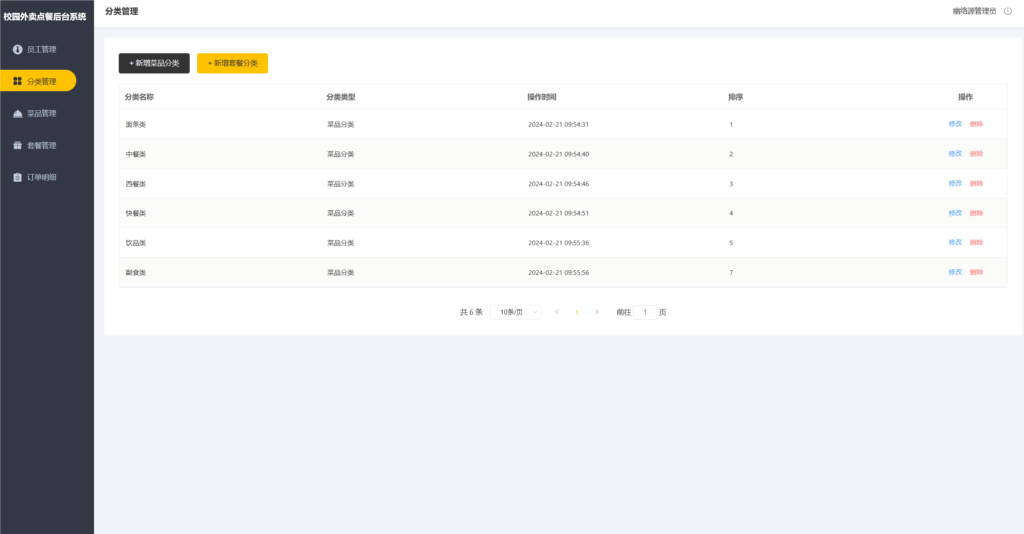 校园外卖点餐后台系统
分类管理
幽络源管理员
员工管理
分类管理
菜品管理
套餐管理
订单明细
+ 新增菜品分类
+ 新增套餐分类
分类名称 分类类型 操作时间 排序 操作
面条类 菜品分类 2024-02-21 09:54:31 1 修改 删除
中餐类 菜品分类 2024-02-21 09:54:40 2 修改 删除
西餐类 菜品分类 2024-02-21 09:54:46 3 修改 删除
快餐类 菜品分类 2024-02-21 09:54:51 4 修改 删除
饮品类 菜品分类 2024-02-21 09:55:36 5 修改 删除
副食类 菜品分类 2024-02-21 09:55:56 7 修改 删除
共 6 条 10条/页 1 前往 1 页